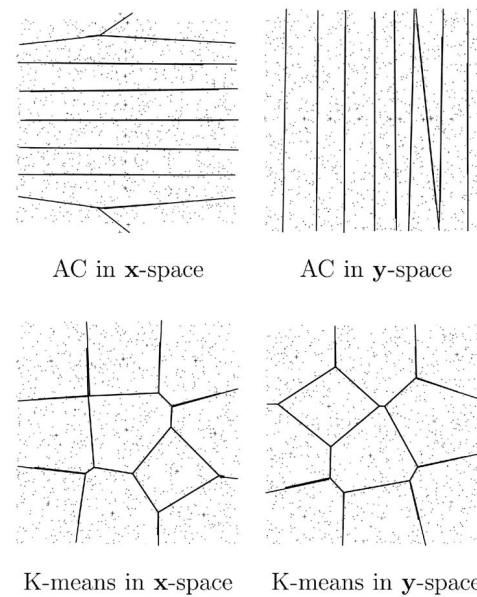 AC in x-space
AC in y-space
K-means in x-space
K-means in y-space